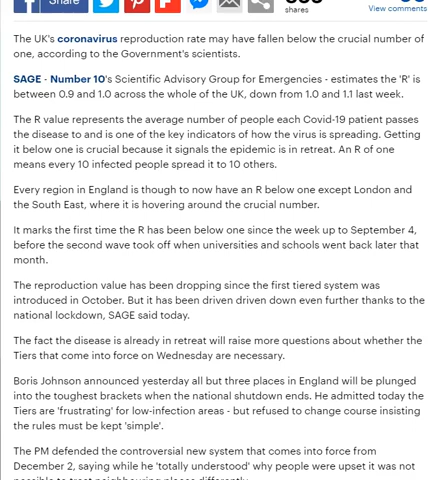 Share
shares
View comments
The UK's coronavirus reproduction rate may have fallen below the crucial number of
one, according to the Government's scientists.
SAGE - Number 10's Scientific Advisory Group for Emergencies - estimates the 'R' is
between 0.9 and 1.0 across the whole of the UK, down from 1.0 and 1.1 last week.
The R value represents the average number of people each Covid-19 patient passes
the disease to and is one of the key indicators of how the virus is spreading. Getting
it below one is crucial because it signals the epidemic is in retreat. An R of one
means every 10 infected people spread it to 10 others.
Every region in England is though to now have an R below one except London and
the South East, where it is hovering around the crucial number.
It marks the first time the R has been below one since the week up to September 4,
before the second wave took off when universities and schools went back later that
month.
The reproduction value has been dropping since the first tiered system was
introduced in October. But it has been driven driven down even further thanks to the
national lockdown, SAGE said today.
The fact the disease is already in retreat will raise more questions about whether the
Tiers that come into force on Wednesday are necessary.
Boris Johnson announced yesterday all but three places in England will be plunged
into the toughest brackets when the national shutdown ends. He admitted today the
Tiers are 'frustrating' for low-infection areas - but refused to change course insisting
the rules must be kept 'simple'.
The PM defended the controversial new system that comes into force from
December 2, saying while he 'totally understood' why people were upset it was not